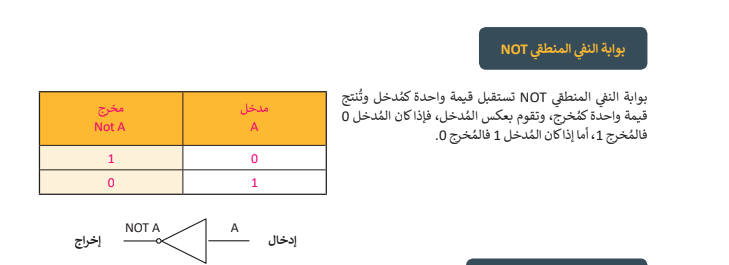 بوابة النفي المنطقي NOT
بوابة النفي المنطقي NOT تستقبل قيمة واحدة كمُدخل وتُنتج
قيمة واحدة كمُخرج، وتقوم بعكس المُدخل، فإذا كان المُدخل 0
فالمُخرج 1، أما إذا كان المُدخل 1 فالمُخرج 0.
مدخل مخرج
A Not A
0 1
1 0
A NOT A
إدخال إخراج